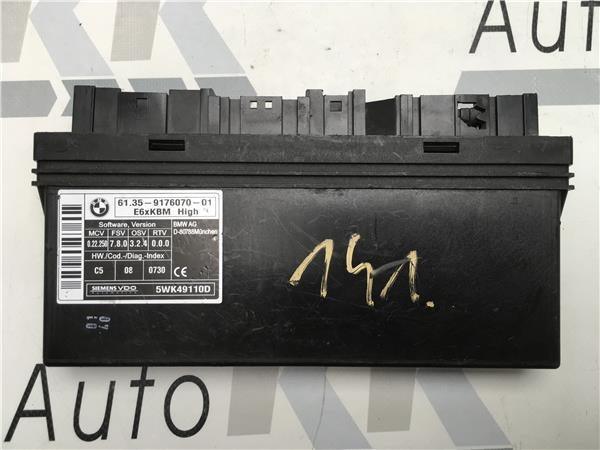 Auto
BMW
61.35-9176070-01
E6xKBM High
Software, Version
BMW AG
D-80788München
MCV FSV OSV RTV
0.22.250 7.8.0 3.2.4 0.0.0
HW./Cod.-/Diag.-Index
C5 08 0730 CE
SIEMENS VDO 5WK49110D
141.
Auto